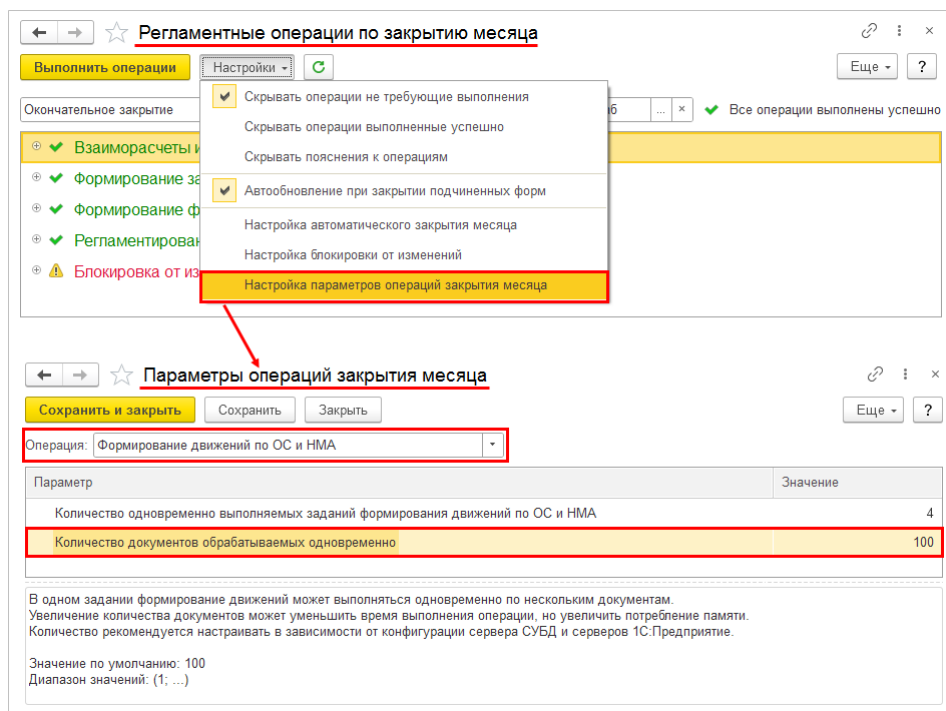 Регламентные операции по закрытию месяца
Выполнить операции Настройки Еще ?
Окончательное закрытие ... × Все операции выполнены успешно
Скрывать операции не требующие выполнения
Скрывать операции выполненные успешно
Взаиморасчеты и
Скрывать пояснения к операциям
Формирование за
Автообновление при закрытии подчиненных форм
Формирование ф
Настройка автоматического закрытия месяца
Регламентирован
Настройка блокировки от изменений
Блокировка от из
Настройка параметров операций закрытия месяца
Параметры операций закрытия месяца
Сохранить и закрыть Сохранить Закрыть Еще ?
Операция: Формирование движений по ОС и НМА
Параметр Значение
Количество одновременно выполняемых заданий формирования движений по ОС и НМА 4
Количество документов обрабатываемых одновременно 100
В одном задании формирование движений может выполняться одновременно по нескольким документам.
Увеличение количества документов может уменьшить время выполнения операции, но увеличить потребление памяти.
Количество рекомендуется настраивать в зависимости от конфигурации сервера СУБД и серверов 1С:Предприятие.
Значение по умолчанию: 100
Диапазон значений: (1; ...)